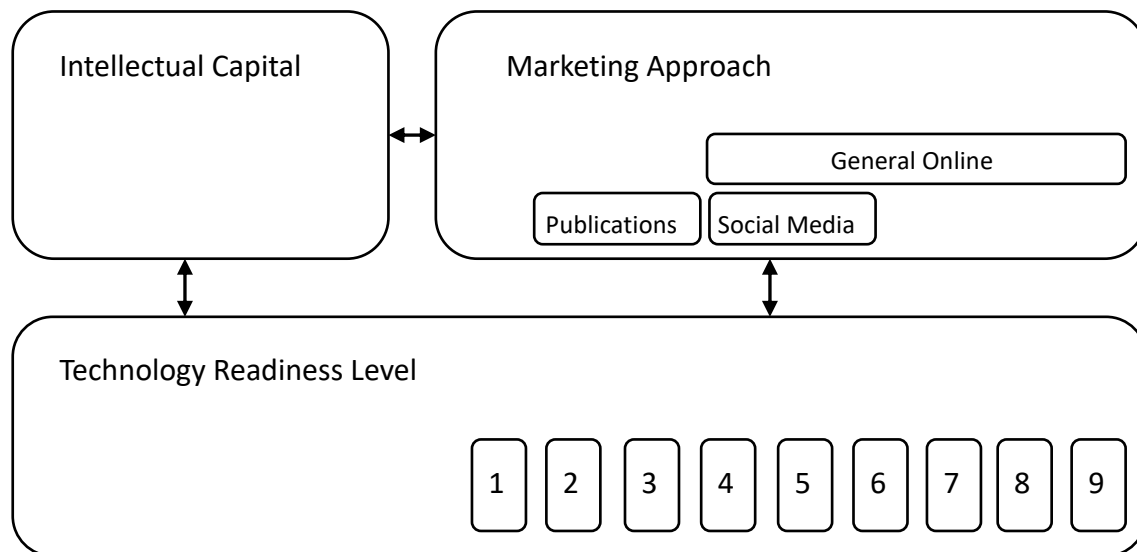 Intellectual Capital
Marketing Approach
General Online
Publications
Social Media
Technology Readiness Level
1
2
3
4
5
6
7
8
9